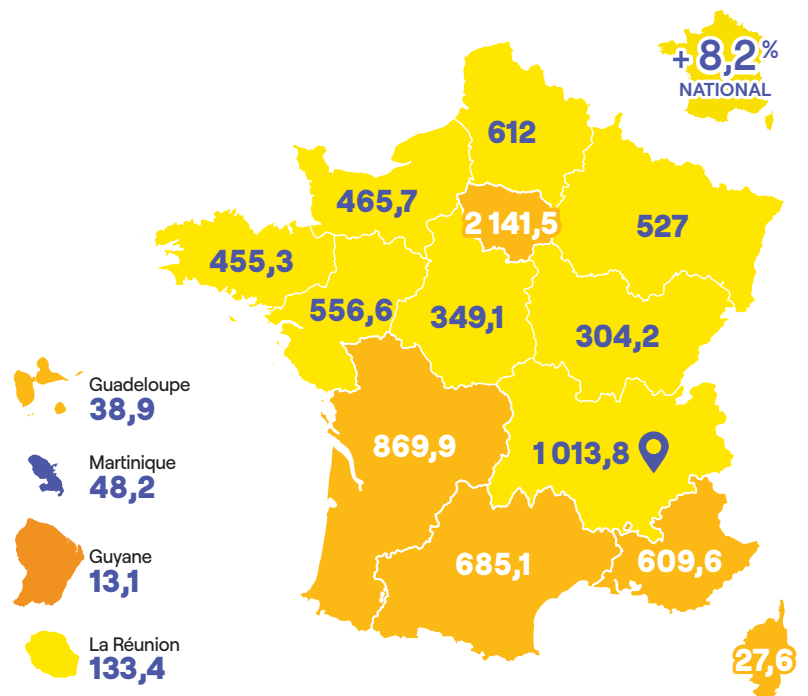 + 8,2 %
NATIONAL
612
465,7
2 141,5
527
455,3
556,6
349,1
304,2
Guadeloupe
38,9
869,9
1 013,8
Martinique
48,2
Guyane
13,1
685,1
609,6
La Réunion
133,4
27,6